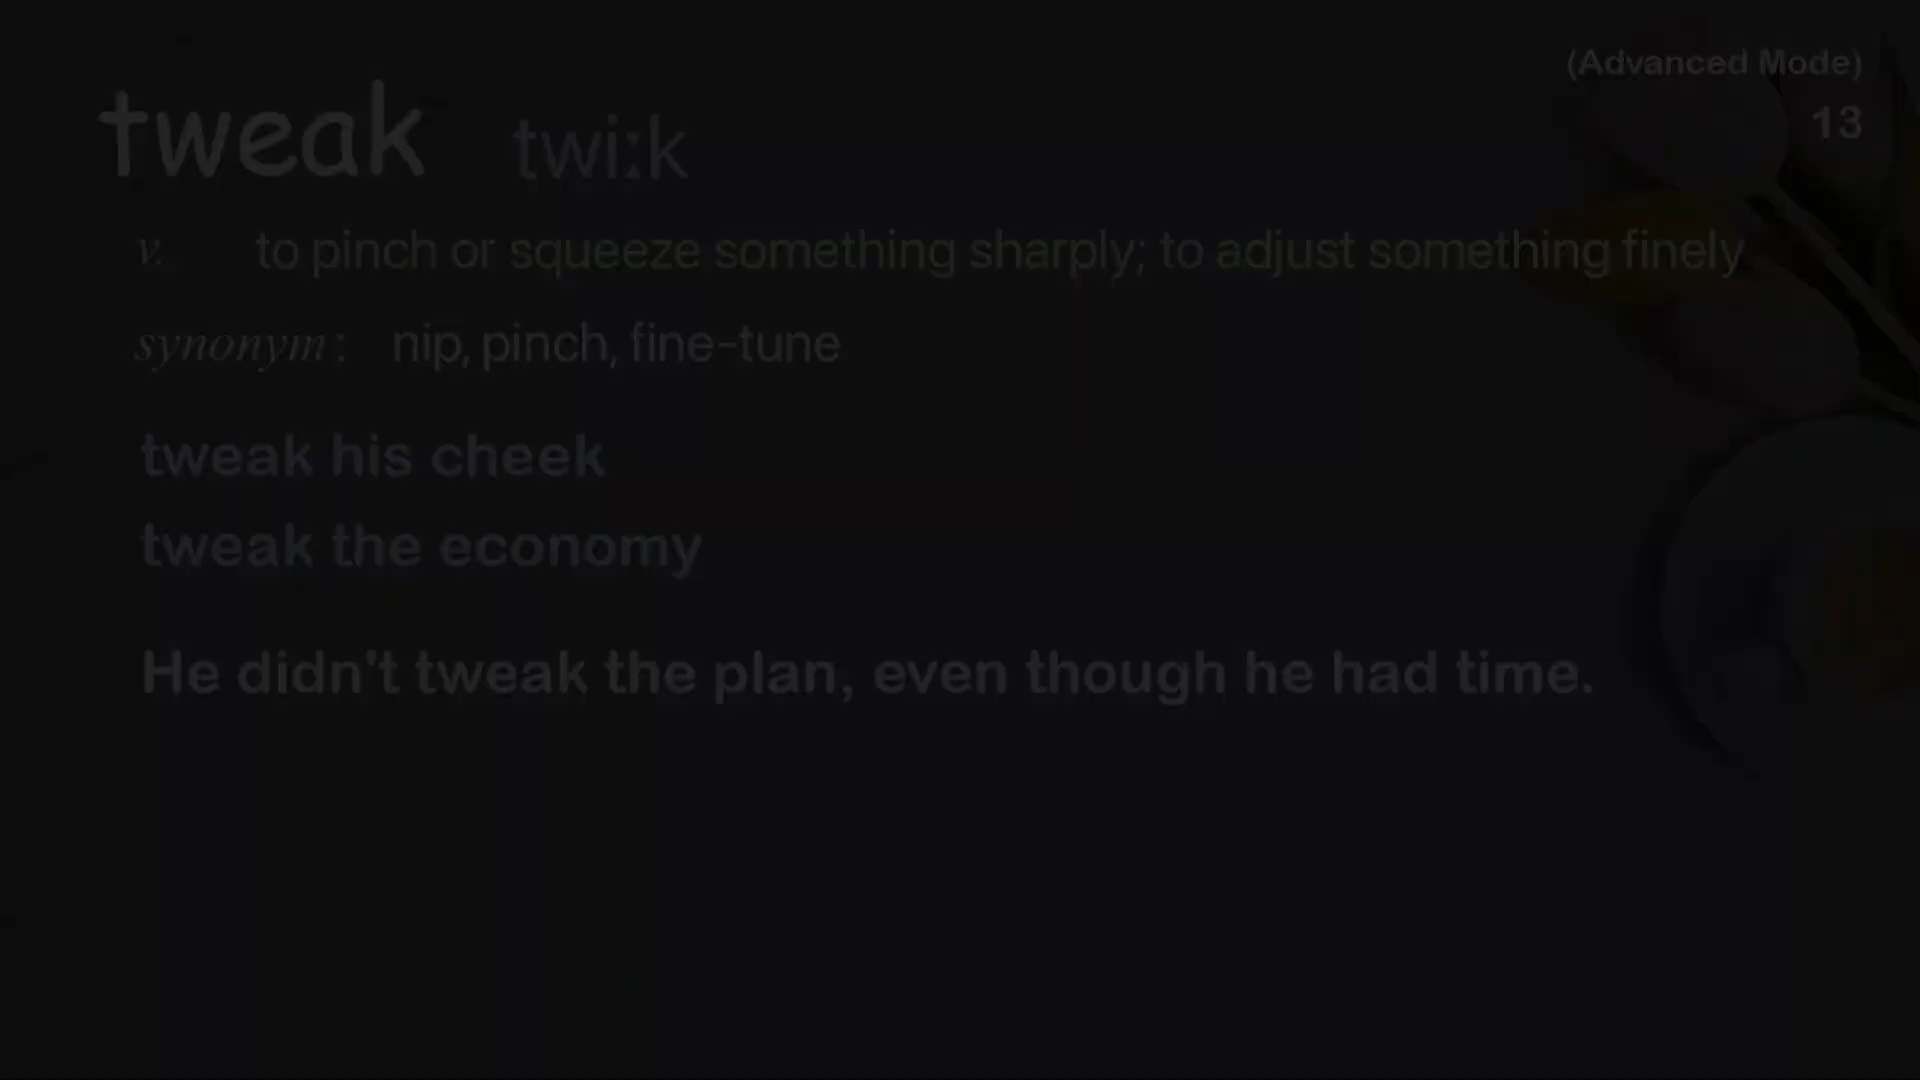 (Advanced Mode)
13
tweak twi:k
v. to pinch or squeeze something sharply; to adjust something finely
synonym: nip, pinch, fine-tune
tweak his cheek
tweak the economy
He didn't tweak the plan, even though he had time.